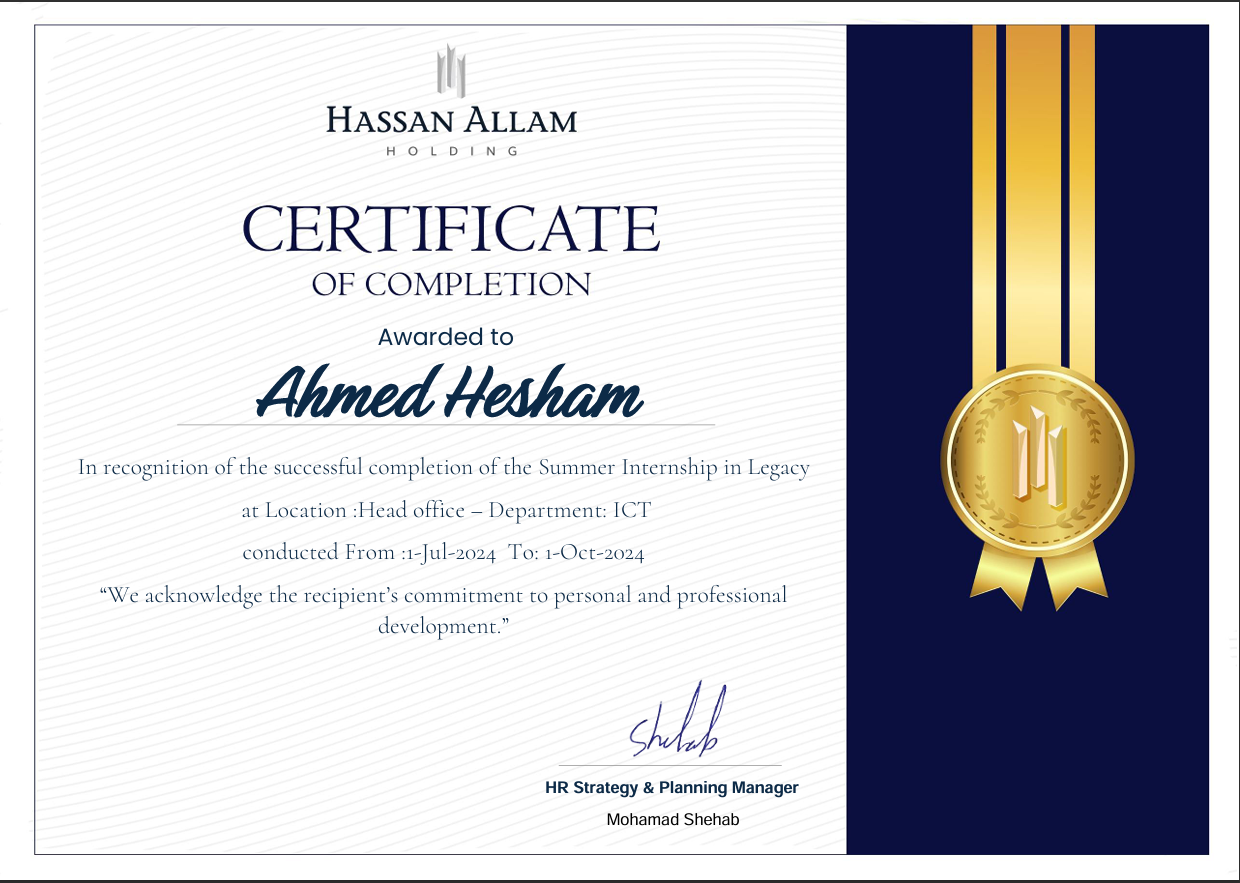 HASSAN ALLAM
HOLDING
CERTIFICATE
OF COMPLETION
Awarded to
Ahmed Hesham
In recognition of the successful completion of the Summer Internship in Legacy
at Location :Head office – Department: ICT
conducted From :1-Jul-2024  To: 1-Oct-2024
“We acknowledge the recipient’s commitment to personal and professional
development.”
Shehab
HR Strategy & Planning Manager
Mohamad Shehab